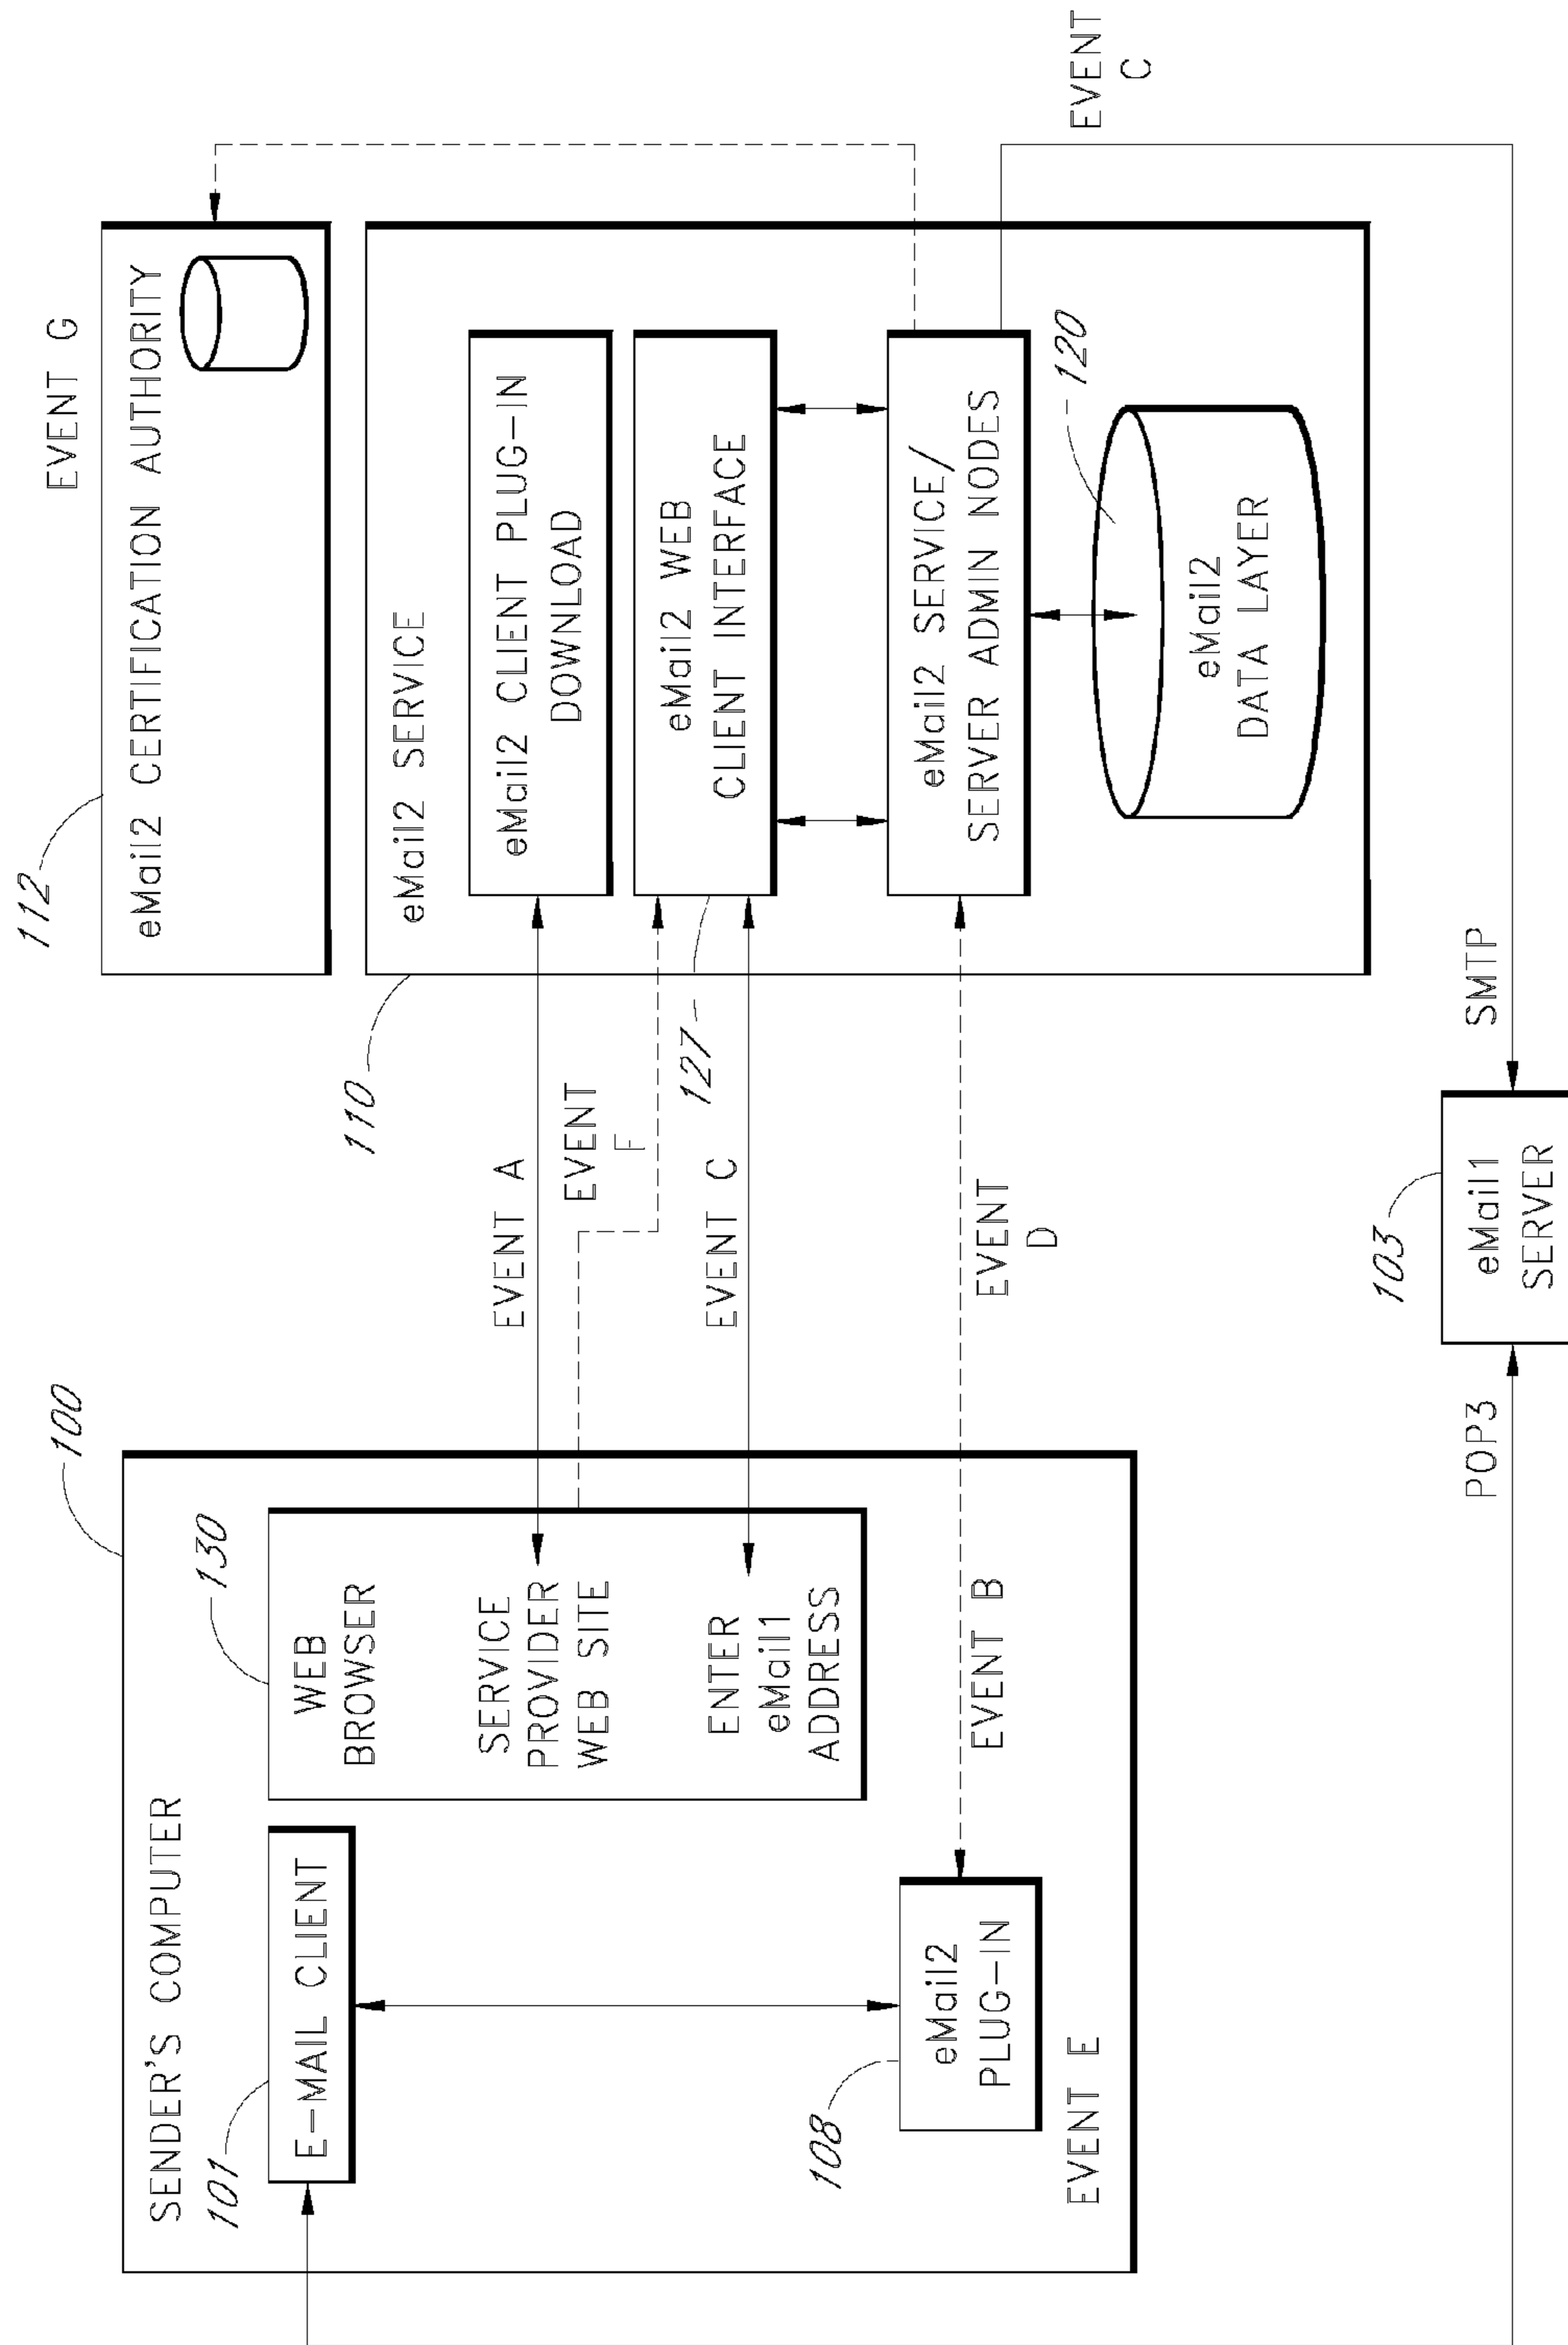 SENDER'S COMPUTER
100
101
E-MAIL CLIENT
130
WEB
BROWSER
SERVICE
PROVIDER
WEB SITE
ENTER
eMail1
ADDRESS
108
eMail2
PLUG-IN
EVENT B
EVENT E
EVENT A
EVENT
F
EVENT C
EVENT
D
EVENT G
112
eMail2 CERTIFICATION AUTHORITY
110
eMail2 SERVICE
eMail2 CLIENT PLUG-IN
DOWNLOAD
127
eMail2 WEB
CLIENT INTERFACE
eMail2 SERVICE/
SERVER ADMIN NODES
120
eMail2
DATA LAYER
EVENT
C
POP3
103
eMail1
SERVER
SMTP